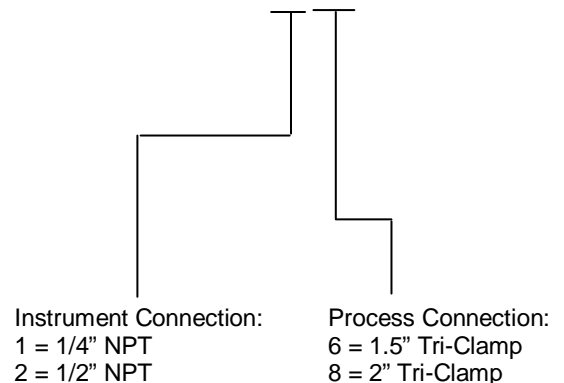 Instrument Connection:
1 = 1/4” NPT
2 = 1/2” NPT
Process Connection:
6 = 1.5” Tri-Clamp
8 = 2” Tri-Clamp